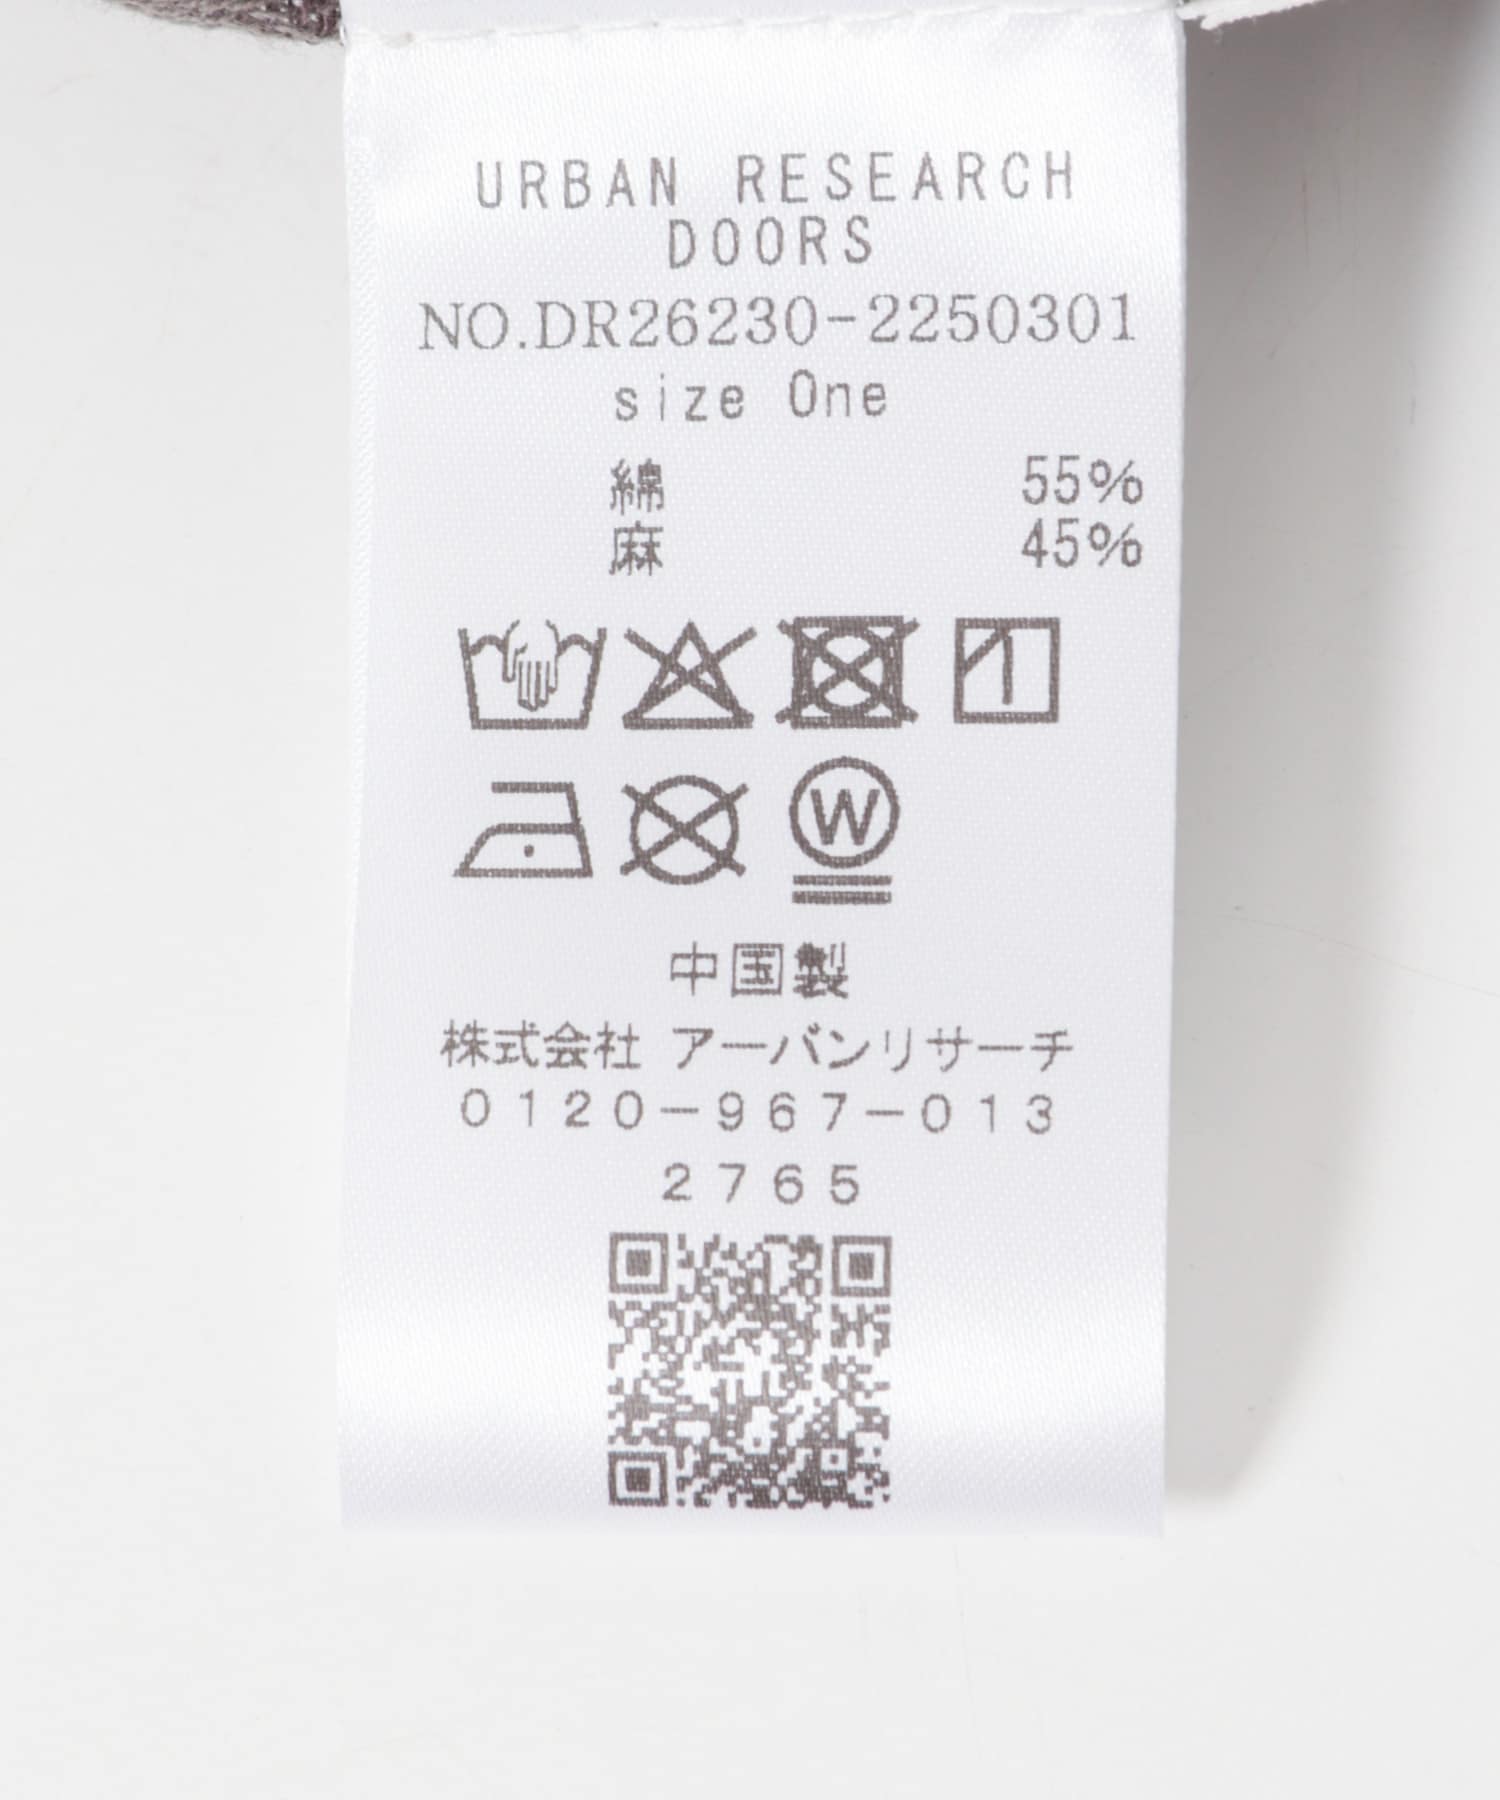 URBAN RESEARCH
DOORS
NO.DR26230-2250301
size One
綿 55%
麻 45%
W
中国製
株式会社 アーバンリサーチ
0120-967-013
2765